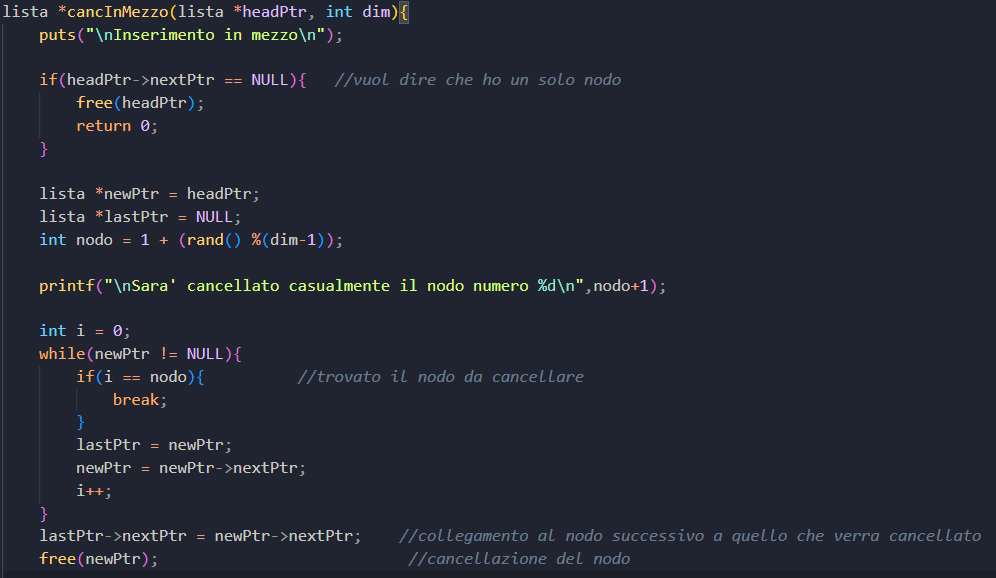 lista *cancInMezzo(lista *headPtr, int dim){
puts("\nInserimento in mezzo\n");
if(headPtr->nextPtr == NULL){ //vuol dire che ho un solo nodo
free(headPtr);
return 0;
}
lista *newPtr = headPtr;
lista *lastPtr = NULL;
int nodo = 1 + (rand() %(dim-1));
printf("\nSara' cancellato casualmente il nodo numero %d\n",nodo+1);
int i = 0;
while(newPtr != NULL){
if(i == nodo){ //trovato il nodo da cancellare
break;
}
lastPtr = newPtr;
newPtr = newPtr->nextPtr;
i++;
}
lastPtr->nextPtr = newPtr->nextPtr; //collegamento al nodo successivo a quello che verra cancellato
free(newPtr); //cancellazione del nodo